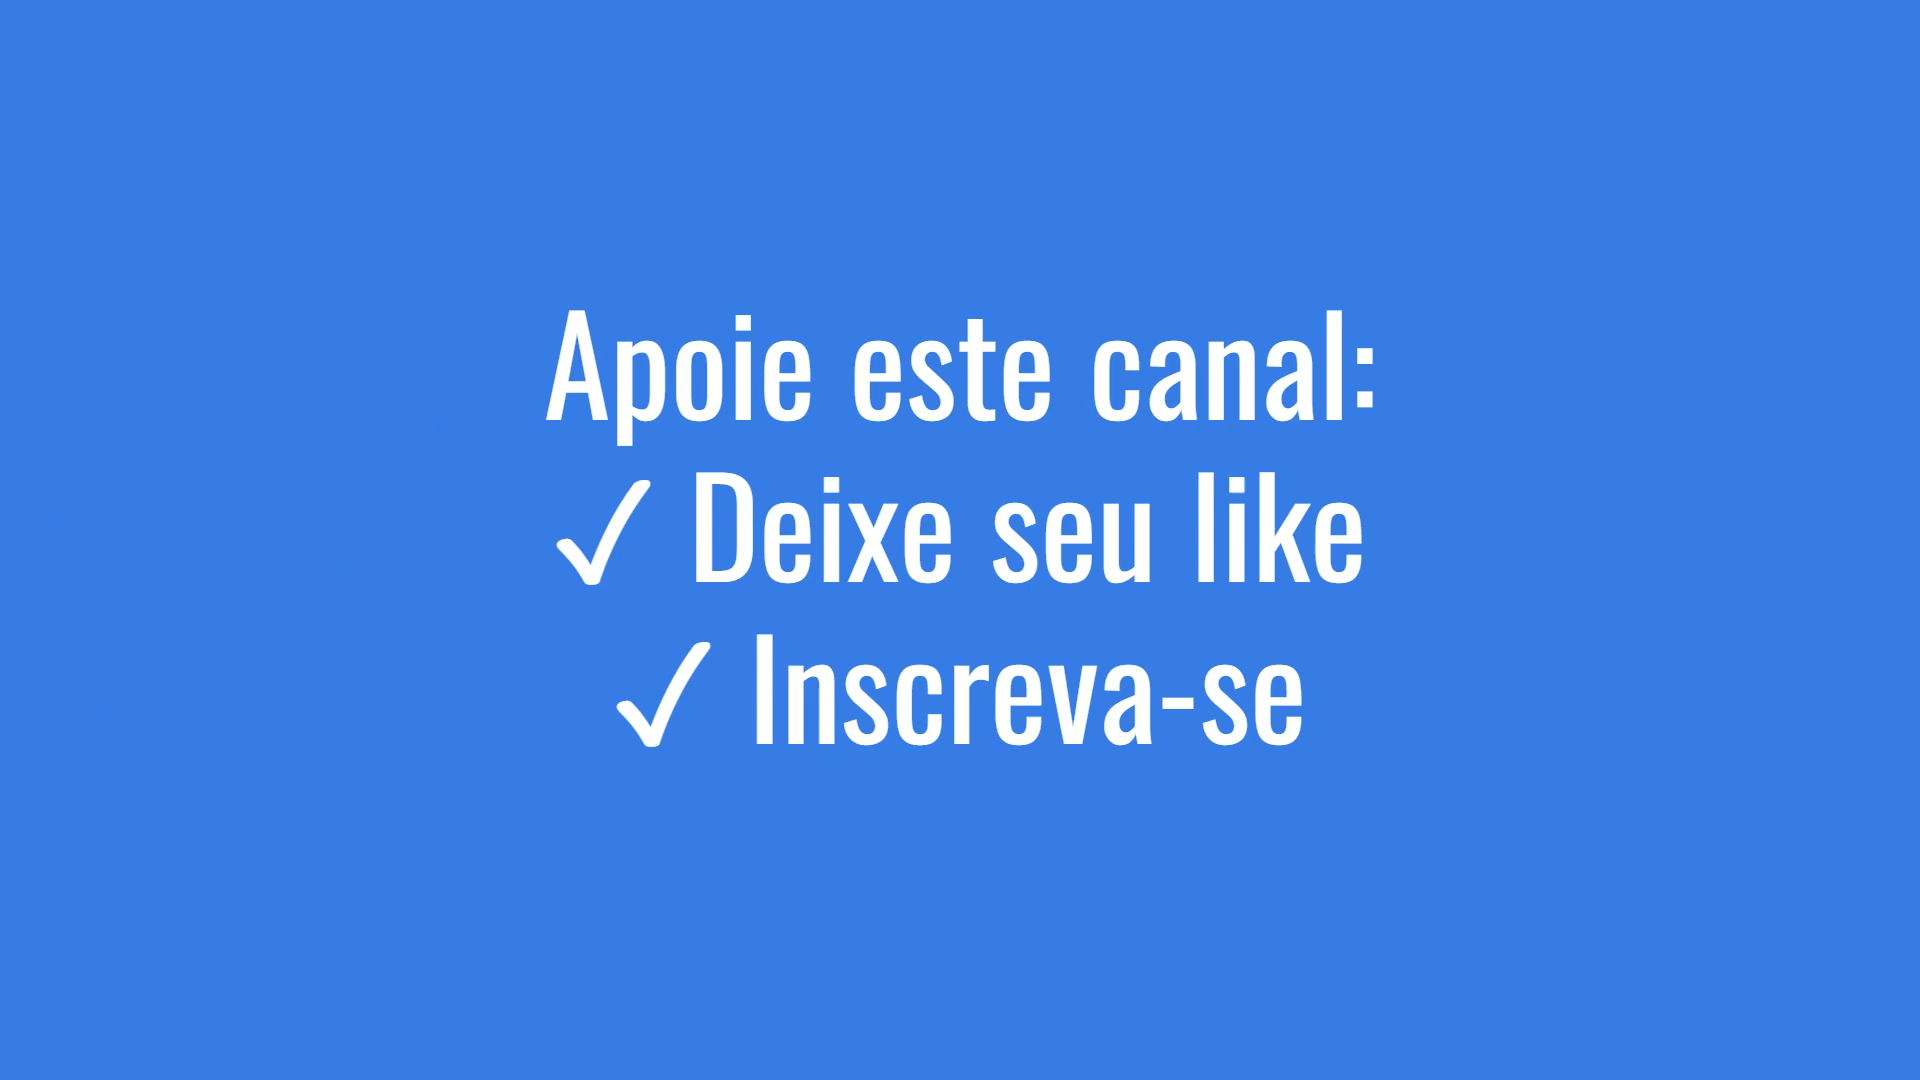 Apoie este canal:
✓ Deixe seu like
✓ Inscreva-se